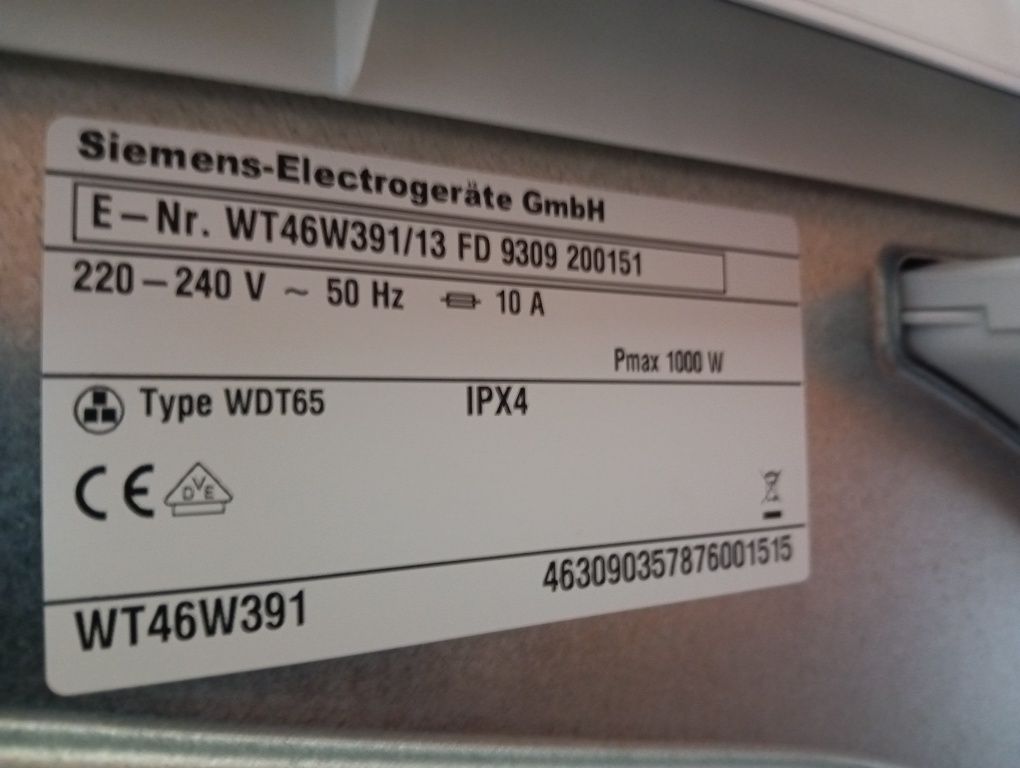 Siemens-Electrogeräte GmbH
E – Nr. WT46W391/13 FD 9309 200151
220 – 240 V ~ 50 Hz 10 A
Pmax 1000 W
Type WDT65 IPX4
CE DVE
463090357876001515
WT46W391